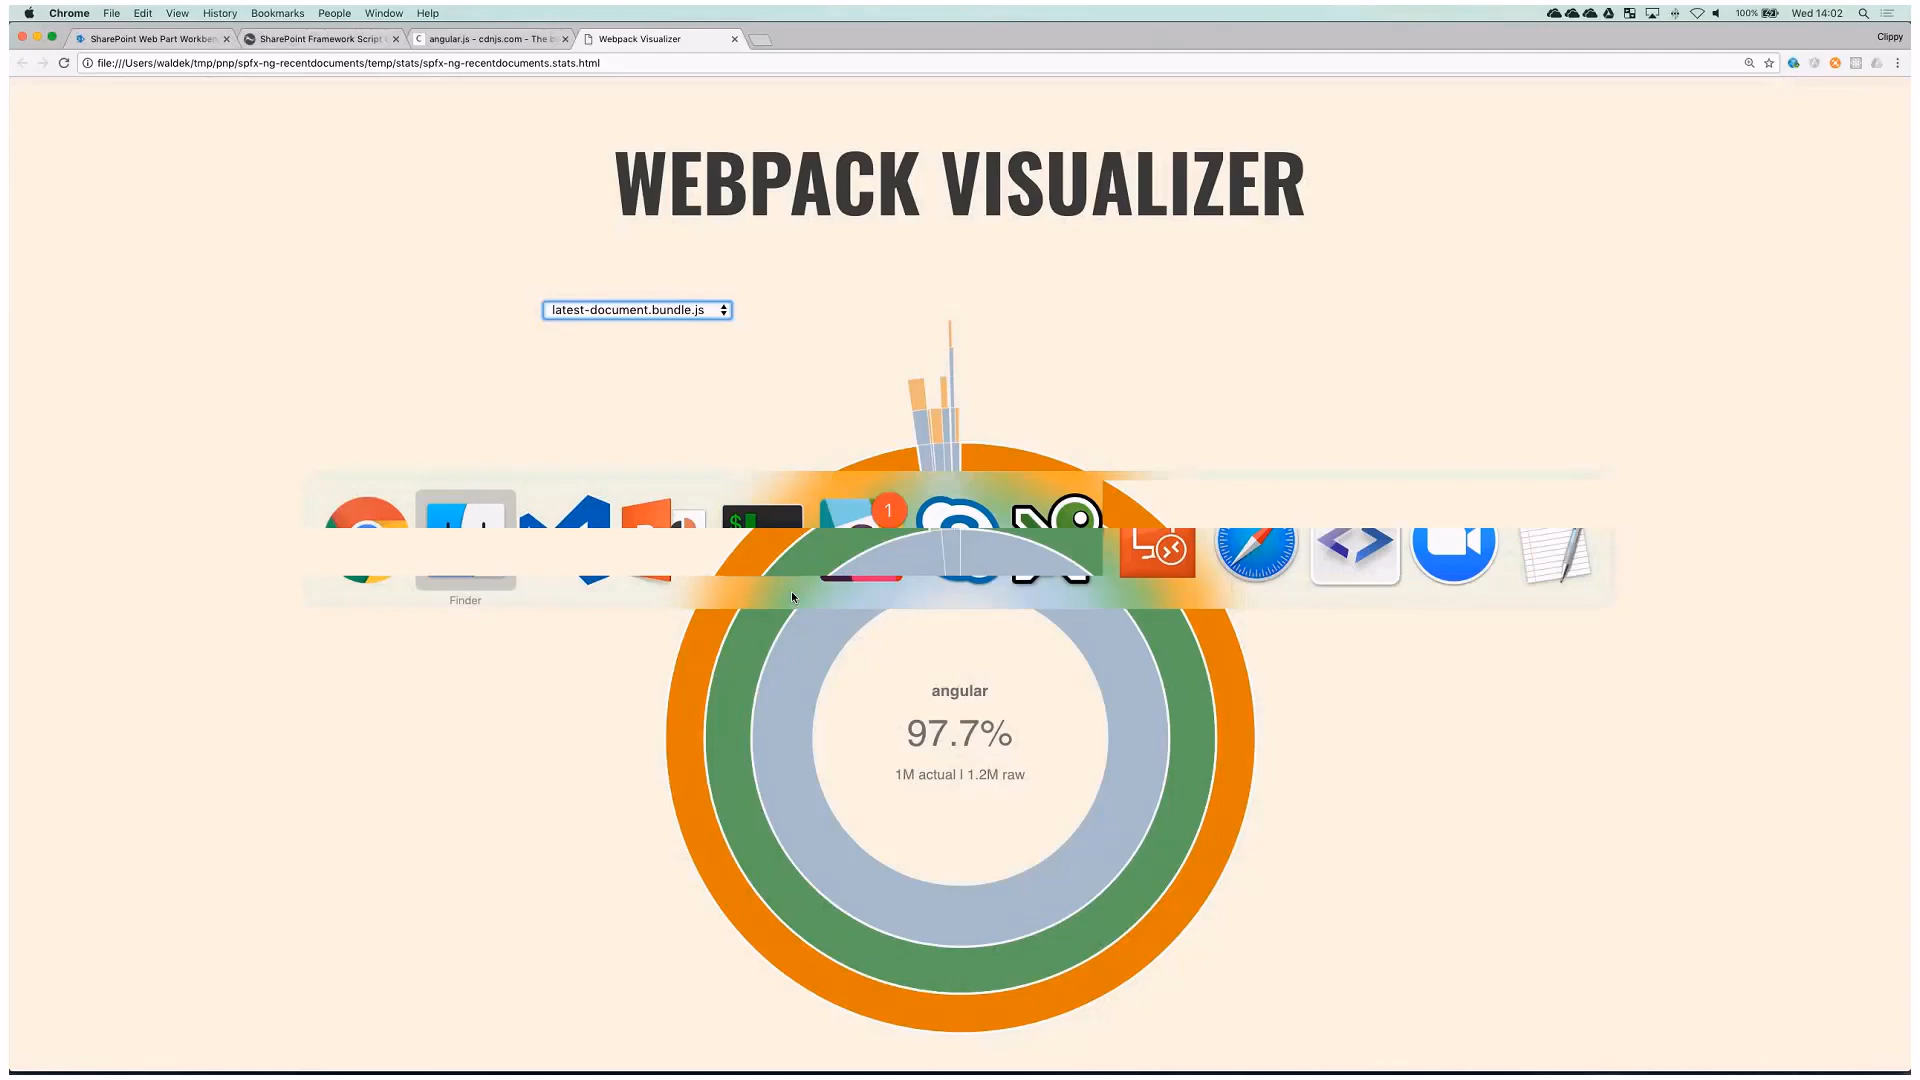 Chrome File Edit View History Bookmarks People Window Help 100% Wed 14:02
SharePoint Web Part Workben SharePoint Framework Script angular.js - cdnjs.com - The b Webpack Visualizer Clippy
file:///Users/waldek/tmp/pnp/spfx-ng-recentdocuments/temp/stats/spfx-ng-recentdocuments.stats.html
WEBPACK VISUALIZER
latest-document.bundle.js
1
$
Finder
angular
97.7%
1M actual | 1.2M raw